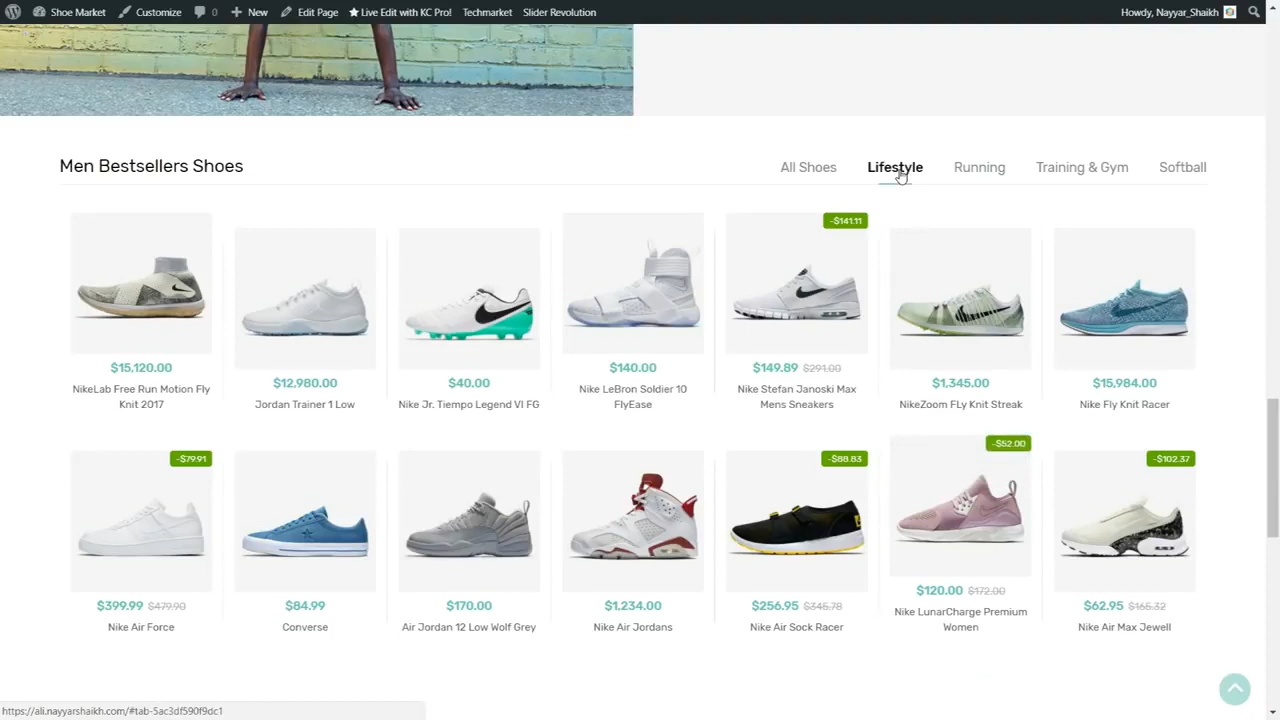 Shoe Market Customize 0 New Edit Page Live Edit with KC Pro! Techmarket Slider Revolution Howdy, Nayyar_Shaikh
Men Bestsellers Shoes
All Shoes Lifestyle Running Training & Gym Softball
-$141.11
$15,120.00
NikeLab Free Run Motion Fly
Knit 2017
$12,980.00
Jordan Trainer 1 Low
$40.00
Nike Jr. Tiempo Legend VI FG
$140.00
Nike LeBron Soldier 10
FlyEase
$149.89 $291.00
Nike Stefan Janoski Max
Mens Sneakers
$1,345.00
NikeZoom FLy Knit Streak
$15,984.00
Nike Fly Knit Racer
-$79.91
-$88.83
-$52.00
-$102.37
$399.99 $479.90
Nike Air Force
$84.99
Converse
$170.00
Air Jordan 12 Low Wolf Grey
$1,234.00
Nike Air Jordans
$256.95 $345.78
Nike Air Sock Racer
$120.00 $172.00
Nike LunarCharge Premium
Women
$62.95 $165.32
Nike Air Max Jewell
https://ali.nayyarshaikh.com/#tab-5ac3df590f9dc1